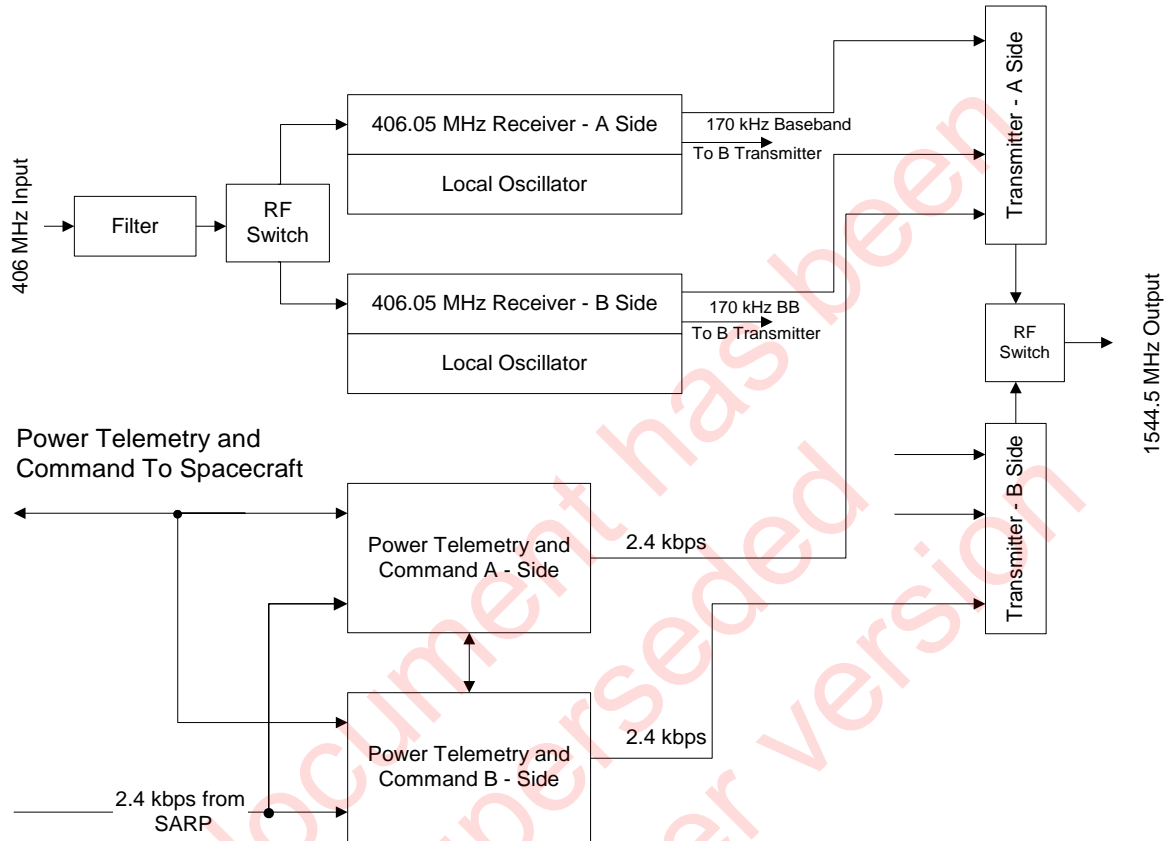 406 MHz Input
Filter
RF
Switch
406.05 MHz Receiver - A Side
Local Oscillator
170 kHz Baseband
To B Transmitter
406.05 MHz Receiver - B Side
Local Oscillator
170 kHz BB
To B Transmitter
Transmitter - A Side
RF
Switch
1544.5 MHz Output
Transmitter - B Side
Power Telemetry and
Command To Spacecraft
Power Telemetry and
Command A - Side
2.4 kbps
Power Telemetry and
Command B - Side
2.4 kbps
2.4 kbps from
SARP
document has been
superseded
version